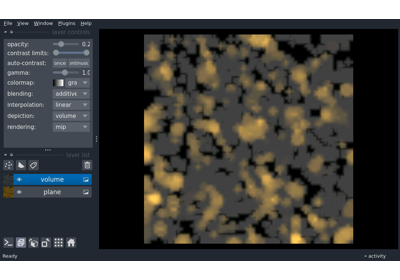 File View Window Plugins Help
layer controls
opacity: 0.2
contrast limits:
auto-contrast: once
gamma: 1.0
colormap: gra
blending: additive
interpolation: linear
depiction: volume
rendering: mip
layer list
volume
plane
Ready
activity